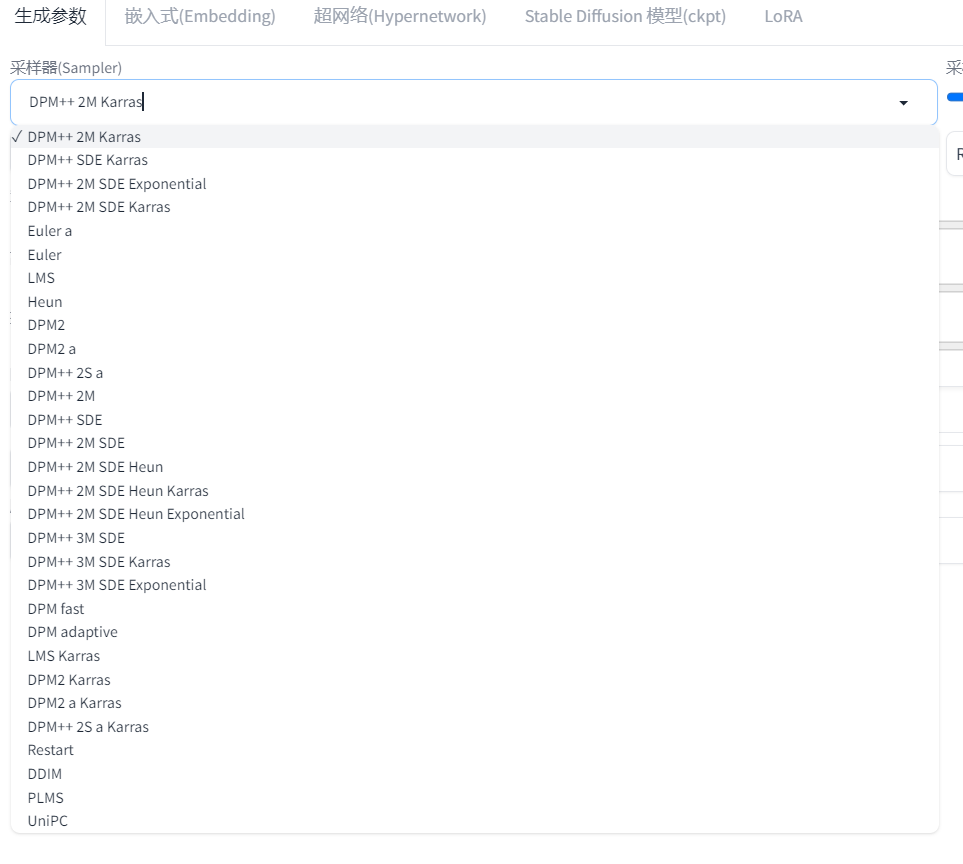 生成参数 嵌入式(Embedding) 超网络(Hypernetwork) Stable Diffusion 模型(ckpt) LoRA
采样器(Sampler)
DPM++ 2M Karras
✓ DPM++ 2M Karras
DPM++ SDE Karras
DPM++ 2M SDE Exponential
DPM++ 2M SDE Karras
Euler a
Euler
LMS
Heun
DPM2
DPM2 a
DPM++ 2S a
DPM++ 2M
DPM++ SDE
DPM++ 2M SDE
DPM++ 2M SDE Heun
DPM++ 2M SDE Heun Karras
DPM++ 2M SDE Heun Exponential
DPM++ 3M SDE
DPM++ 3M SDE Karras
DPM++ 3M SDE Exponential
DPM fast
DPM adaptive
LMS Karras
DPM2 Karras
DPM2 a Karras
DPM++ 2S a Karras
Restart
DDIM
PLMS
UniPC